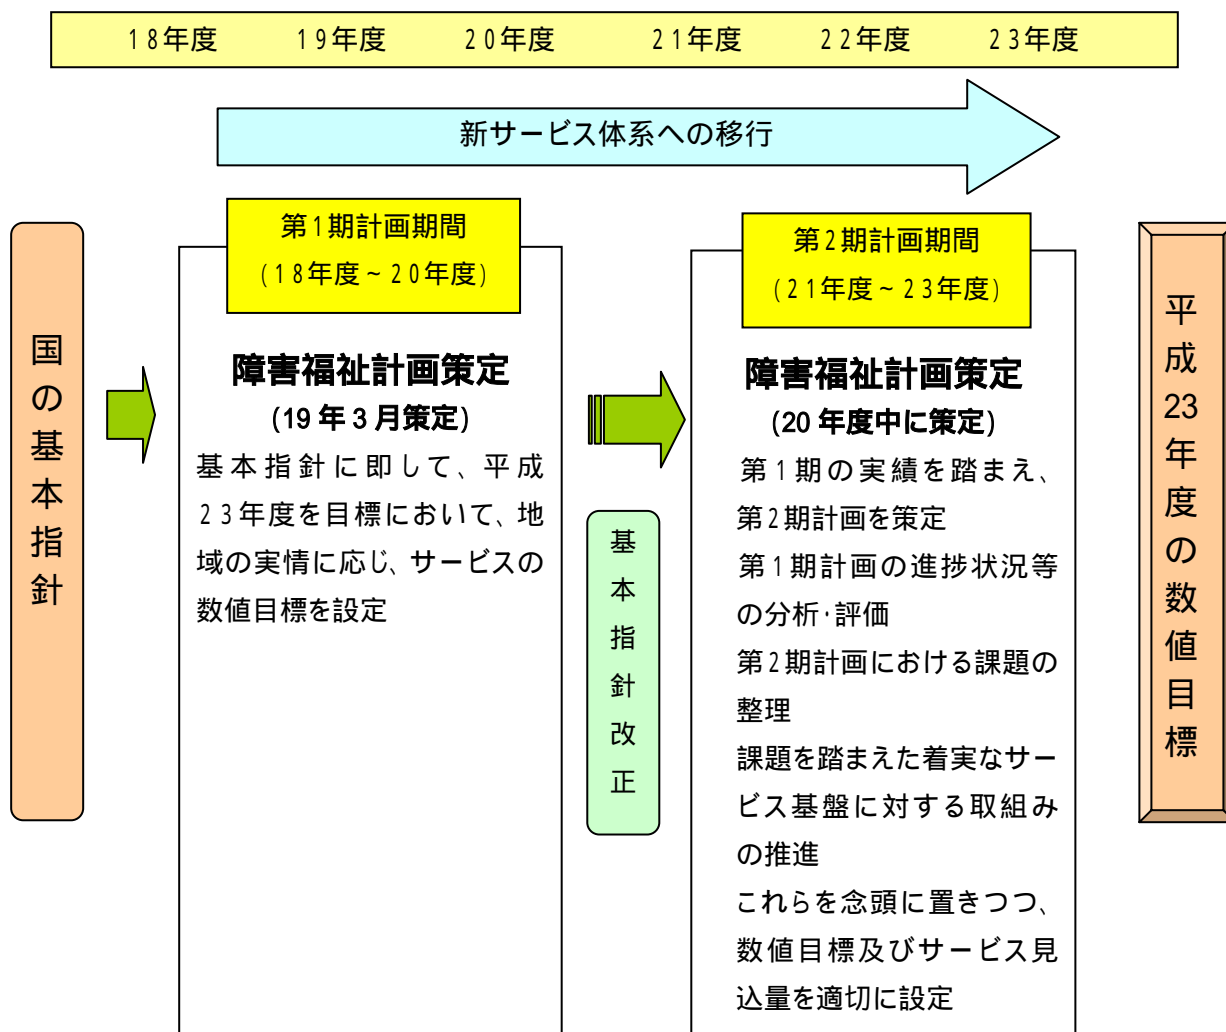 18年度 19年度 20年度 21年度 22年度 23年度
新サービス体系への移行
国の基本指針
第1期計画期間
(18年度~20年度)
障害福祉計画策定
(19年3月策定)
基本指針に即して、平成
23年度を目標において、地
域の実情に応じ、サービスの
数値目標を設定
基本指針改正
第2期計画期間
(21年度~23年度)
障害福祉計画策定
(20年度中に策定)
第1期の実績を踏まえ、
第2期計画を策定
第1期計画の進捗状況等
の分析・評価
第2期計画における課題の
整理
課題を踏まえた着実なサー
ビス基盤に対する取組み
の推進
これらを念頭に置きつつ、
数値目標及びサービス見
込量を適切に設定
平成23年度の数値目標